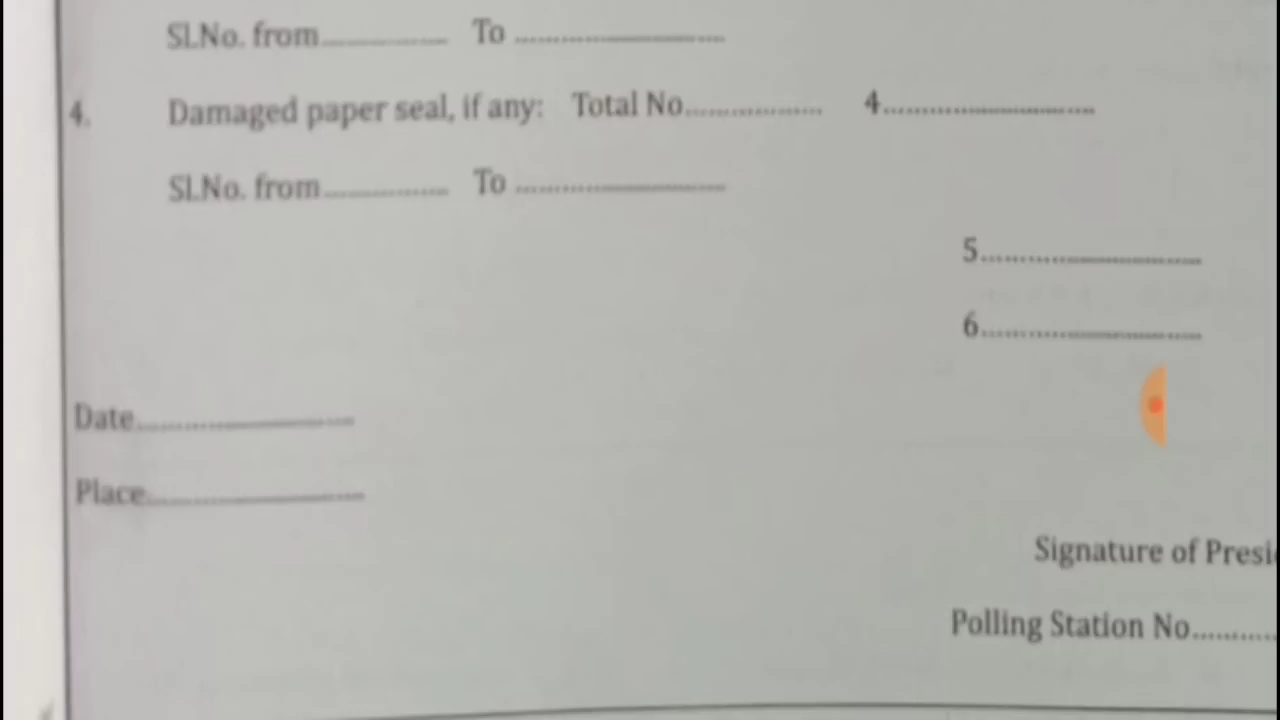 Sl.No. from............... To ..............................
4. Damaged paper seal, if any: Total No.................... 4..............................
Sl.No. from............... To ..............................
5..............................
6..............................
Date..............................
Place..............................
Signature of
Polling Station No...........